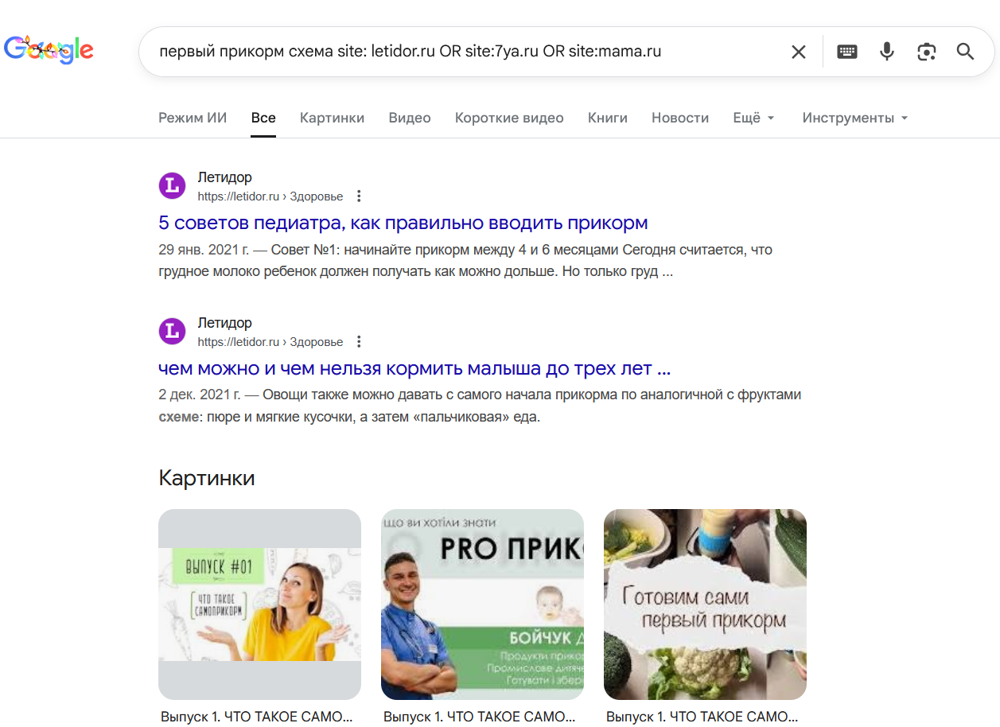 Google
первый прикорм схема site: letidor.ru OR site:7ya.ru OR site:mama.ru
Режим ИИ Все Картинки Видео Короткие видео Книги Новости Ещё Инструменты
Летидор
https://letidor.ru › Здоровье
5 советов педиатра, как правильно вводить прикорм
29 янв. 2021 г. — Совет №1: начинайте прикорм между 4 и 6 месяцами Сегодня считается, что
грудное молоко ребенок должен получать как можно дольше. Но только груд ...
Летидор
https://letidor.ru › Здоровье
чем можно и чем нельзя кормить малыша до трех лет ...
2 дек. 2021 г. — Овощи также можно давать с самого начала прикорма по аналогичной с фруктами
схеме: пюре и мягкие кусочки, а затем «пальчиковая» еда.
Картинки
ВЫПУСК #01
ЧТО ТАКОЕ
САМОПРИКОРМ
ЩО ВИ ХОТІЛИ ЗНАТИ
PRO ПРИК
БОЙЧУК Д
Продукти прико
Промислове дитяче
Готувати і збері
Готовим сами
первый прикорм
Выпуск 1. ЧТО ТАКОЕ САМО...
Выпуск 1. ЧТО ТАКОЕ САМО...
Выпуск 1. ЧТО ТАКОЕ САМО...